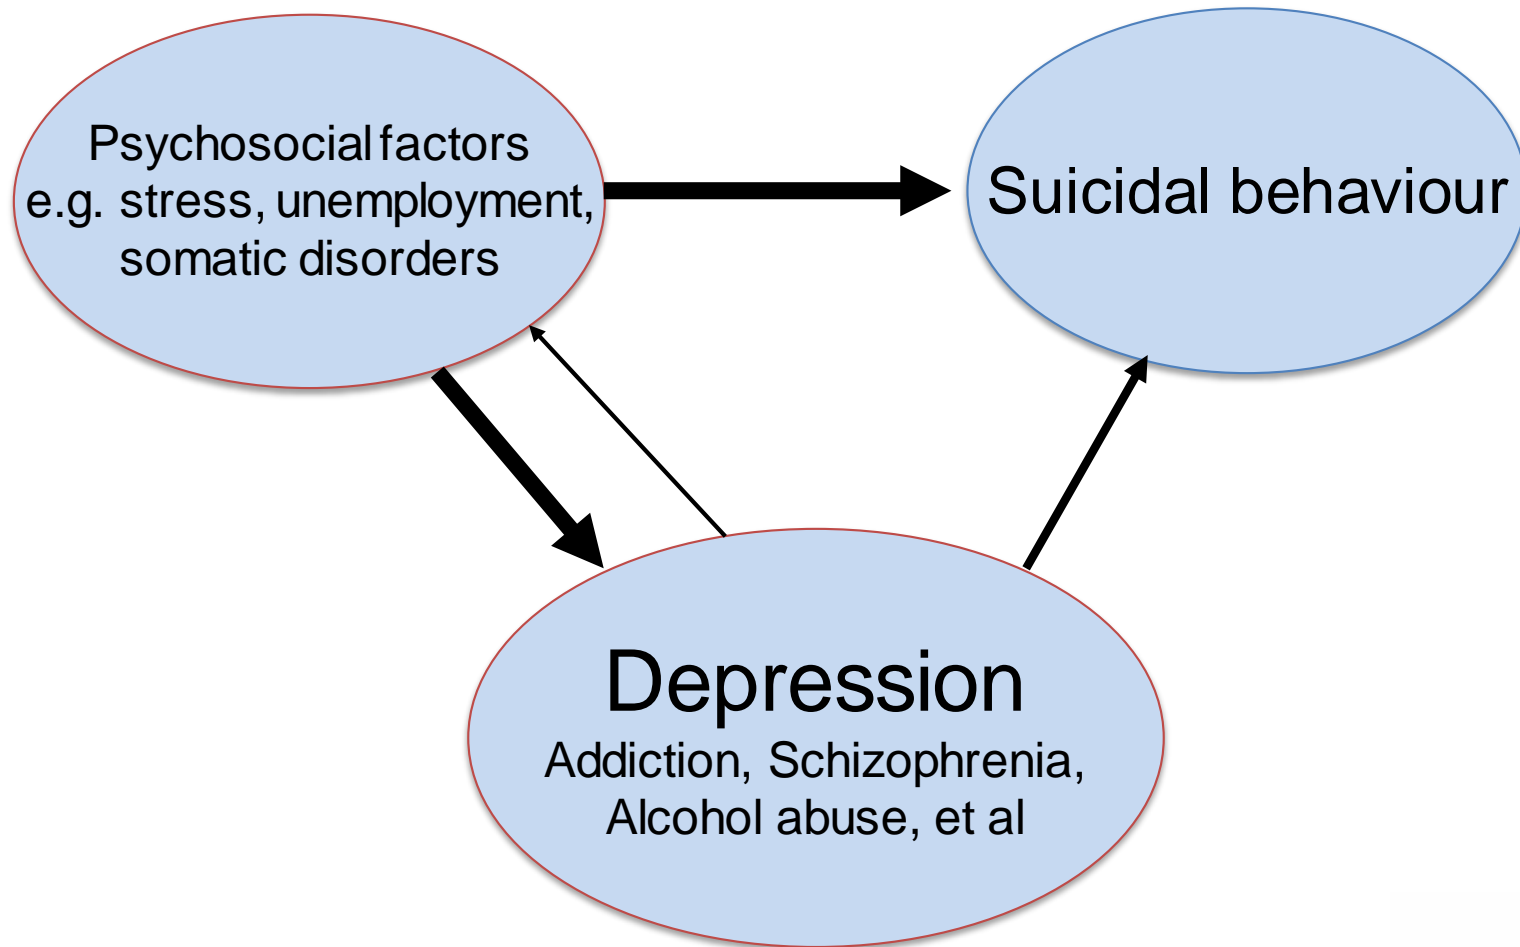 Psychosocial factors
e.g. stress, unemployment,
somatic disorders
Suicidal behaviour
Depression
Addiction, Schizophrenia,
Alcohol abuse, et al